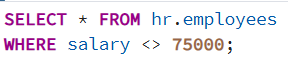 SELECT * FROM hr.employees
WHERE salary <> 75000;